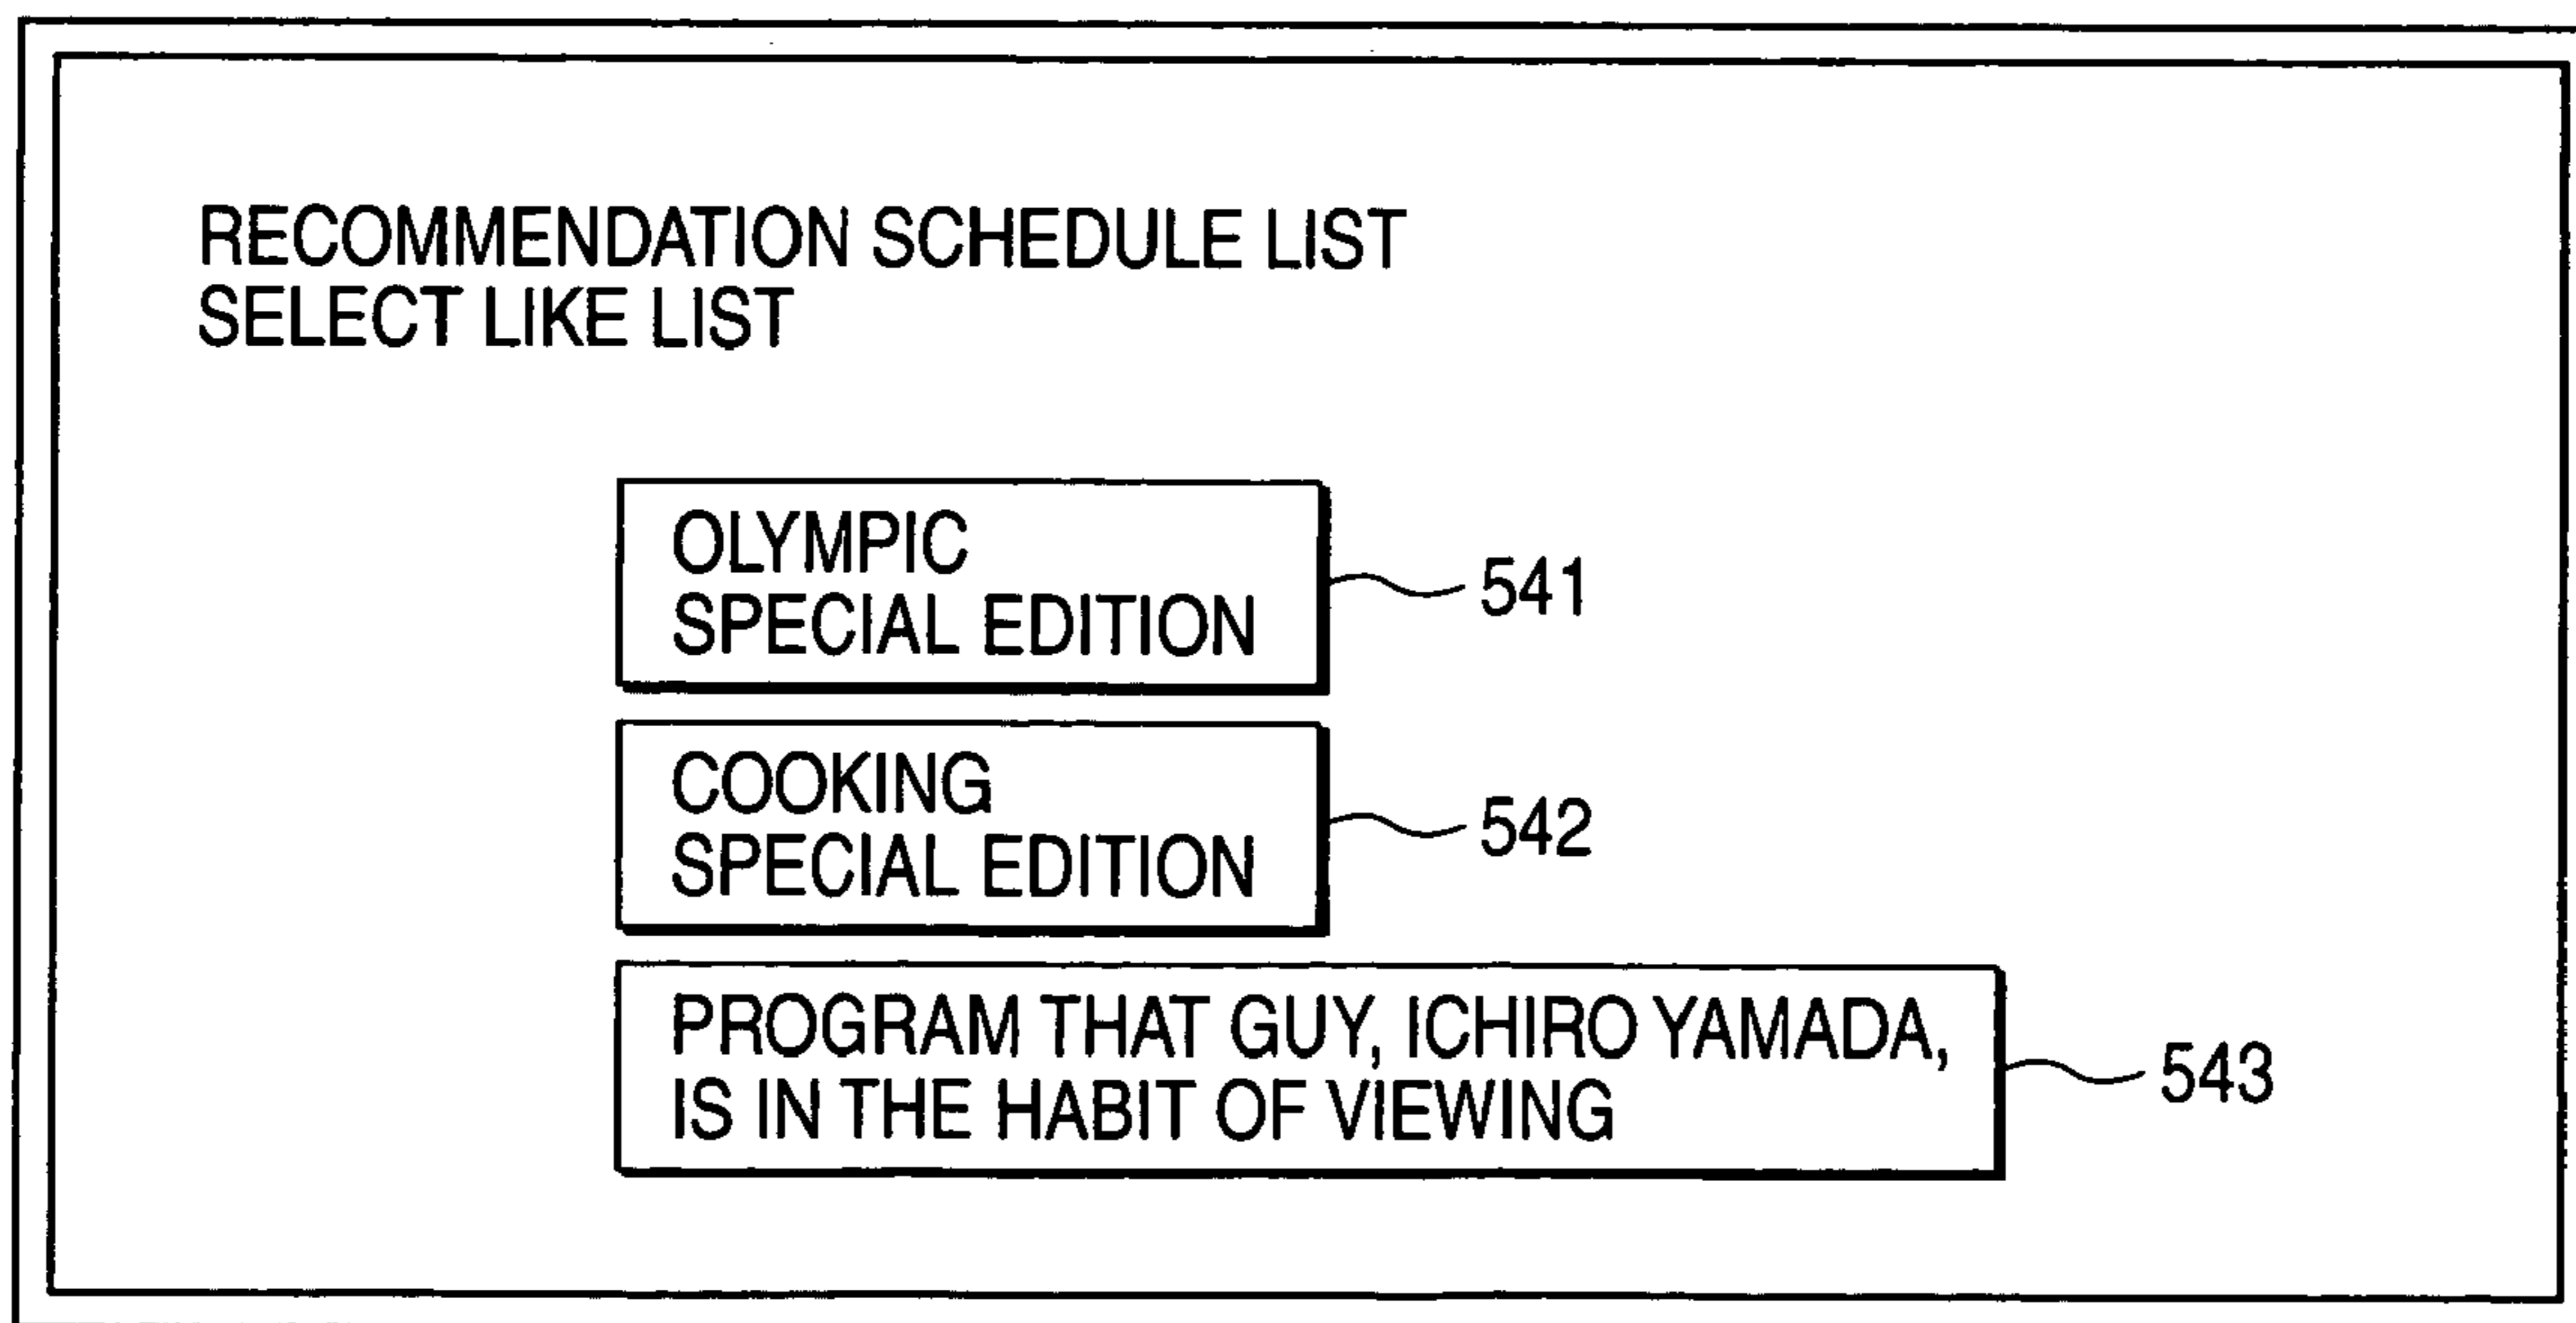 RECOMMENDATION SCHEDULE LIST
SELECT LIKE LIST
OLYMPIC
SPECIAL EDITION
541
COOKING
SPECIAL EDITION
542
PROGRAM THAT GUY, ICHIRO YAMADA,
IS IN THE HABIT OF VIEWING
543